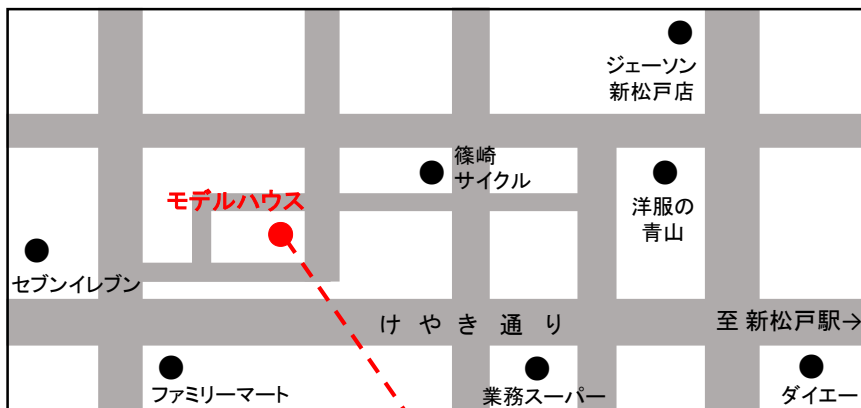 ジェーソン
新松戸店
篠崎
サイクル
モデルハウス
洋服の
青山
セブンイレブン
けやき通り
至 新松戸駅→
ファミリーマート
業務スーパー
ダイエー